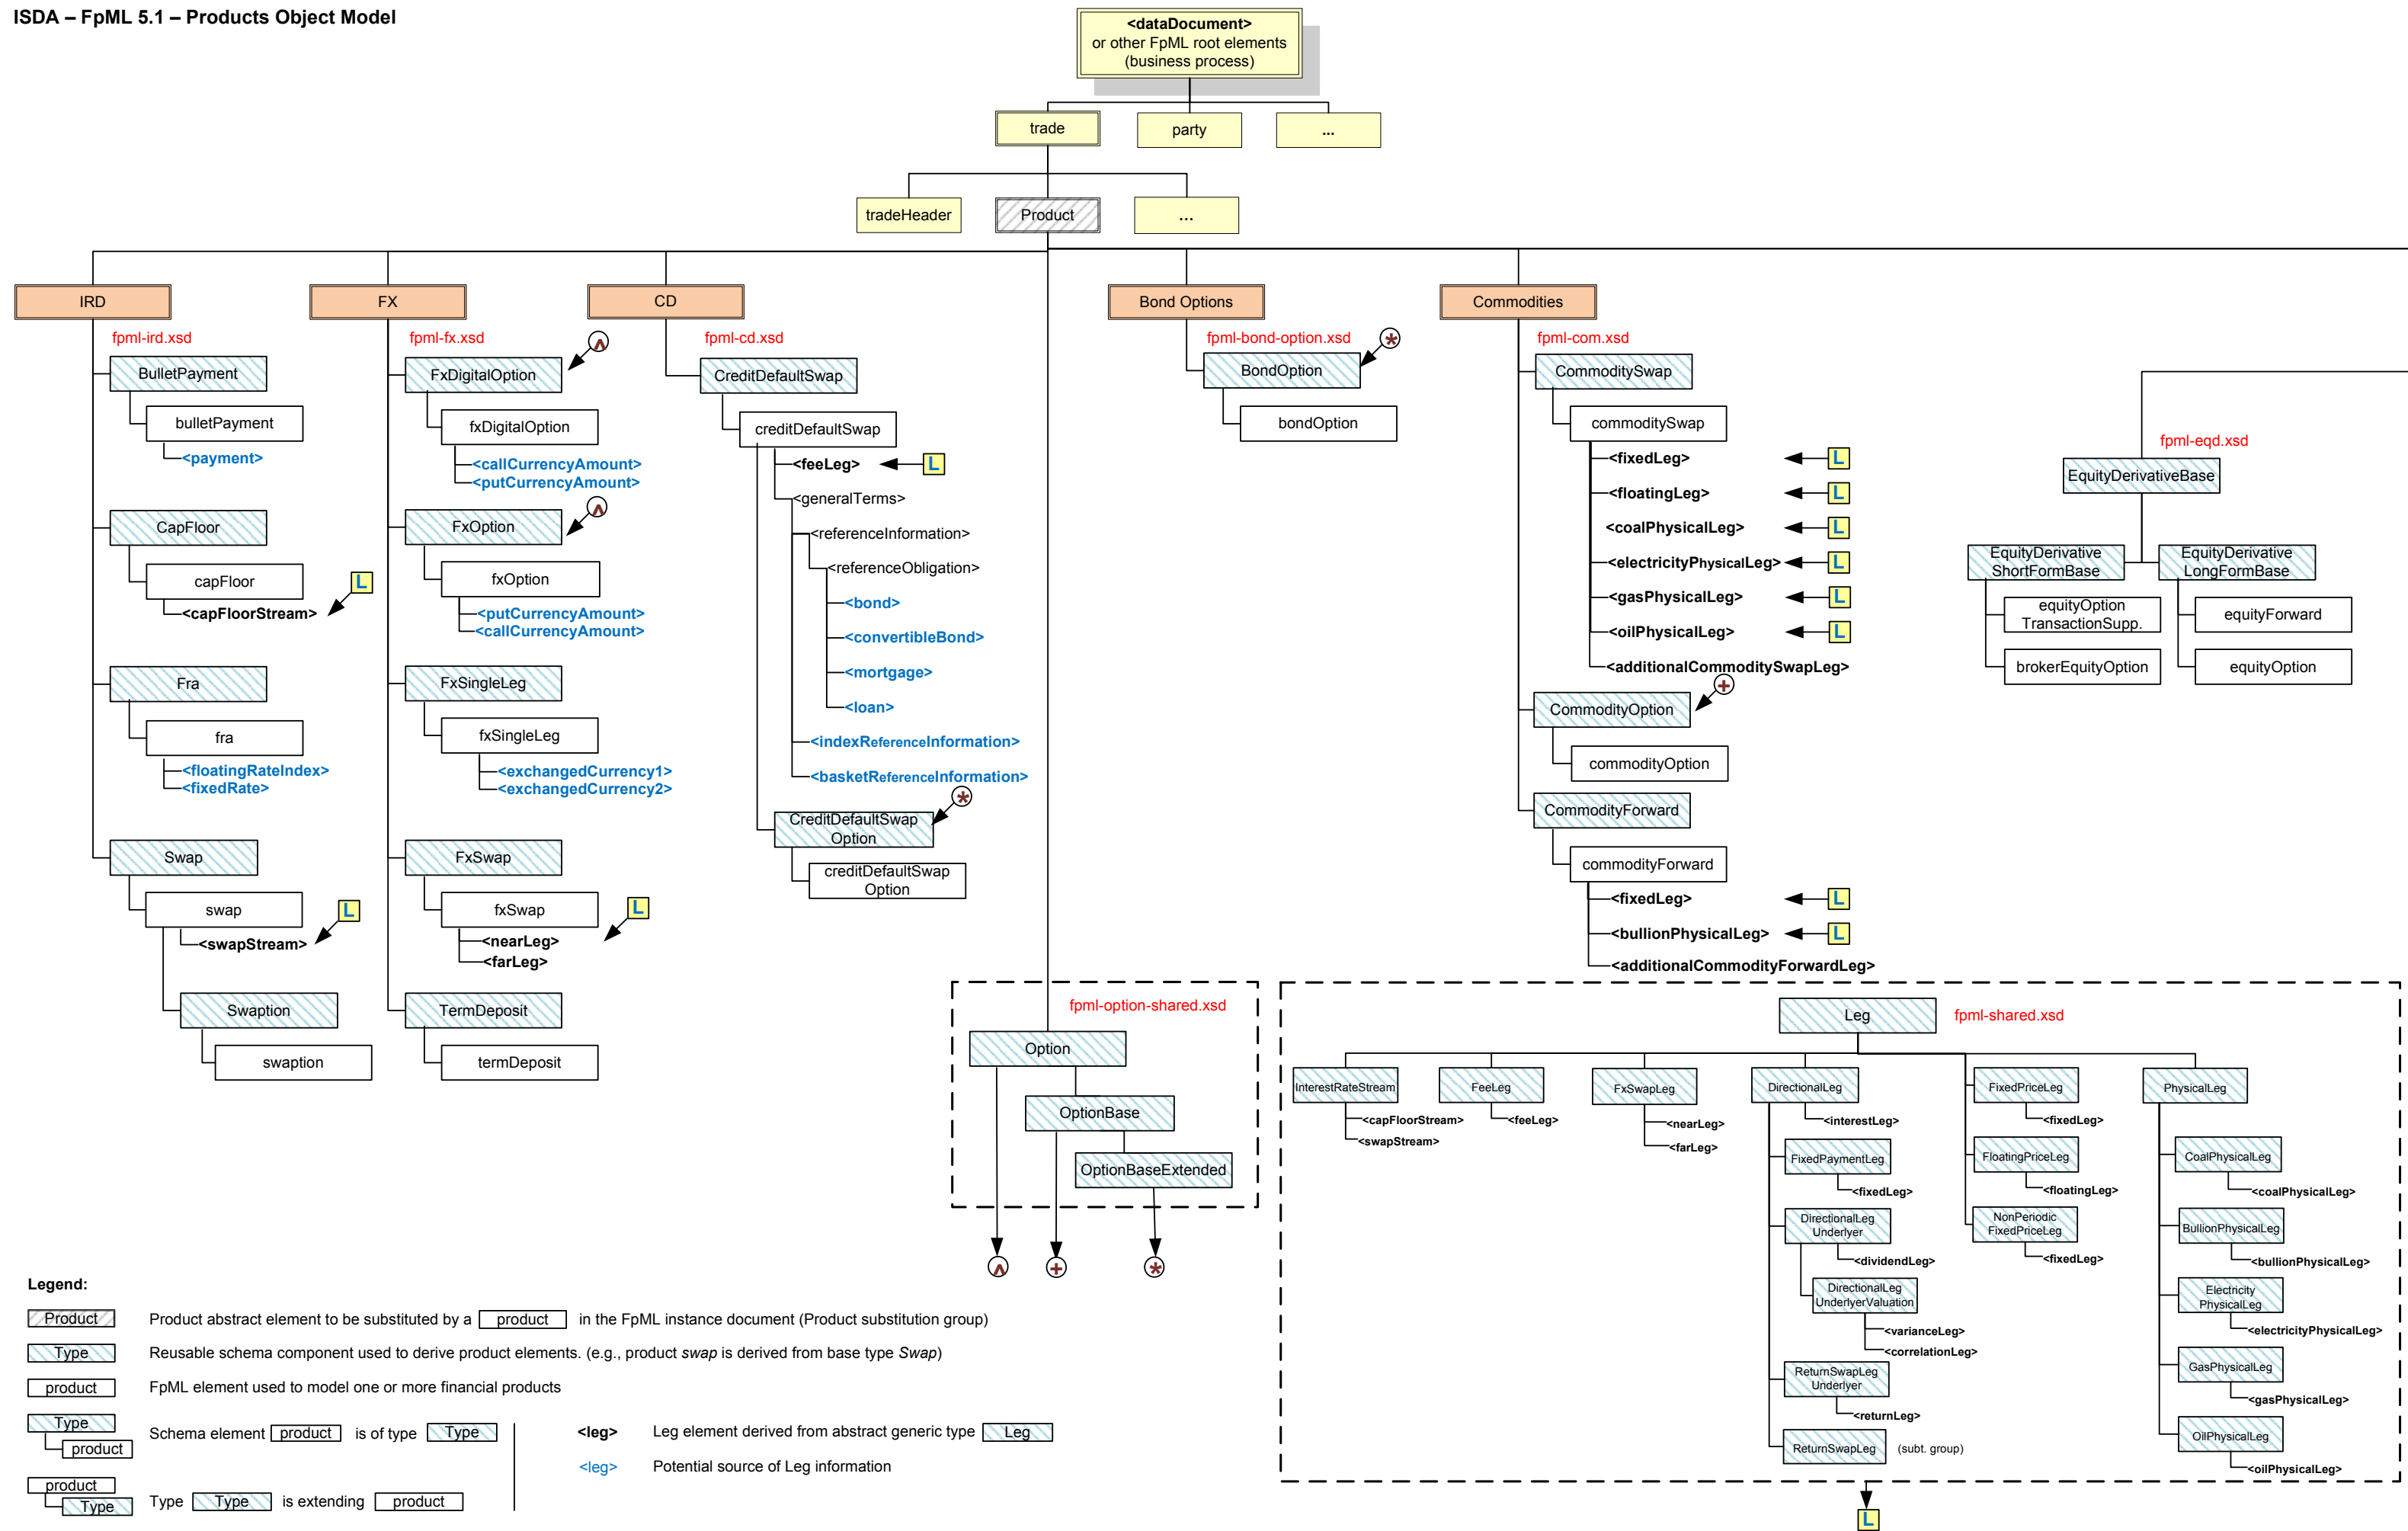 ISDA – FpML 5.1 – Products Object Model
<dataDocument>
or other FpML root elements
(business process)
trade
party
...
tradeHeader
Product
...
IRD
fpml-ird.xsd
BulletPayment
bulletPayment
<payment>
CapFloor
capFloor
L
<capFloorStream>
Fra
fra
<floatingRateIndex>
<fixedRate>
Swap
swap
L
<swapStream>
Swaption
swaption
FX
fpml-fx.xsd
^
FxDigitalOption
fxDigitalOption
<callCurrencyAmount>
<putCurrencyAmount>
^
FxOption
fxOption
<putCurrencyAmount>
<callCurrencyAmount>
FxSingleLeg
fxSingleLeg
<exchangedCurrency1>
<exchangedCurrency2>
FxSwap
fxSwap
L
<nearLeg>
<farLeg>
TermDeposit
termDeposit
CD
fpml-cd.xsd
CreditDefaultSwap
creditDefaultSwap
<feeLeg>
L
<generalTerms>
<referenceInformation>
<referenceObligation>
<bond>
<convertibleBond>
<mortgage>
<loan>
<indexReferenceInformation>
<basketReferenceInformation>
*
CreditDefaultSwap
Option
creditDefaultSwap
Option
Bond Options
fpml-bond-option.xsd
*
BondOption
bondOption
Commodities
fpml-com.xsd
CommoditySwap
commoditySwap
<fixedLeg>
L
<floatingLeg>
L
<coalPhysicalLeg>
L
<electricityPhysicalLeg>
L
<gasPhysicalLeg>
L
<oilPhysicalLeg>
L
<additionalCommoditySwapLeg>
+
CommodityOption
commodityOption
CommodityForward
commodityForward
<fixedLeg>
L
<bullionPhysicalLeg>
L
<additionalCommodityForwardLeg>
fpml-eqd.xsd
EquityDerivativeBase
EquityDerivative
ShortFormBase
EquityDerivative
LongFormBase
equityOption
TransactionSupp.
equityForward
brokerEquityOption
equityOption
fpml-option-shared.xsd
Option
OptionBase
OptionBaseExtended
^
+
*
Leg
fpml-shared.xsd
InterestRateStream
<capFloorStream>
<swapStream>
FeeLeg
<feeLeg>
FxSwapLeg
<nearLeg>
<farLeg>
DirectionalLeg
<interestLeg>
FixedPaymentLeg
<fixedLeg>
DirectionalLeg
Underlyer
<dividendLeg>
DirectionalLeg
UnderlyerValuation
<varianceLeg>
<correlationLeg>
ReturnSwapLeg
Underlyer
<returnLeg>
ReturnSwapLeg
(subt. group)
FixedPriceLeg
<fixedLeg>
FloatingPriceLeg
<floatingLeg>
NonPeriodic
FixedPriceLeg
<fixedLeg>
PhysicalLeg
CoalPhysicalLeg
<coalPhysicalLeg>
BullionPhysicalLeg
<bullionPhysicalLeg>
Electricity
PhysicalLeg
<electricityPhysicalLeg>
GasPhysicalLeg
<gasPhysicalLeg>
OilPhysicalLeg
<oilPhysicalLeg>
L
Legend:
Product Product abstract element to be substituted by a product in the FpML instance document (Product substitution group)
Type Reusable schema component used to derive product elements. (e.g., product swap is derived from base type Swap)
product FpML element used to model one or more financial products
Type
product
Schema element product is of type Type
product
Type
Type Type is extending product
<leg> Leg element derived from abstract generic type Leg
<leg> Potential source of Leg information